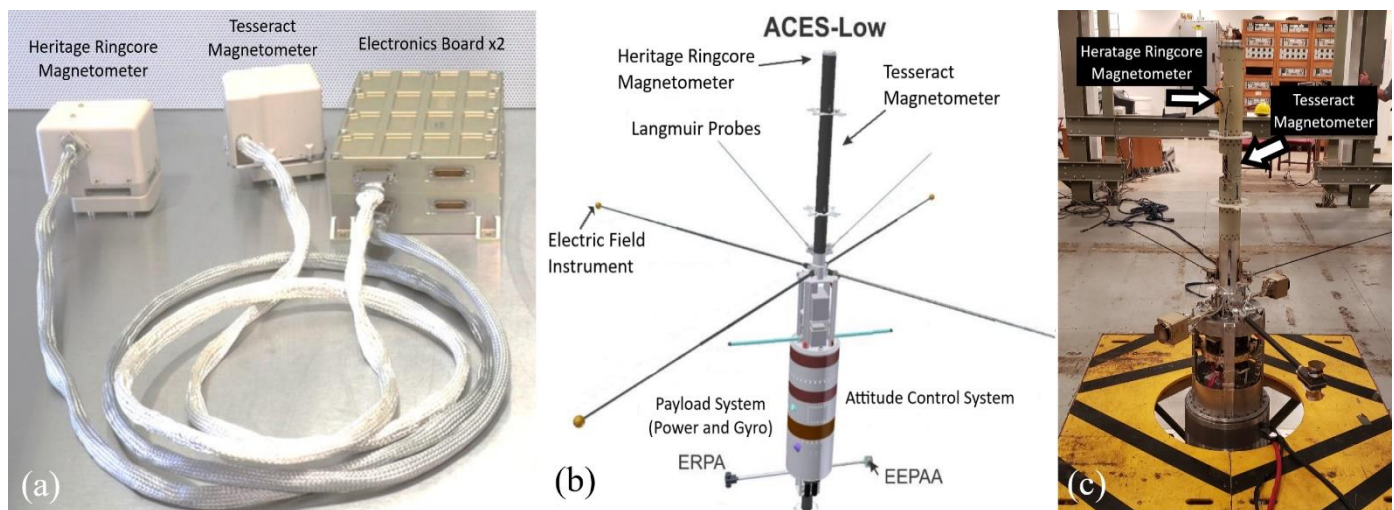 Heritage Ringcore
Magnetometer
Tesseract
Magnetometer
Electronics Board x2
(a)
ACES-Low
Heritage Ringcore
Magnetometer
Tesseract
Magnetometer
Langmuir Probes
Electric Field
Instrument
Payload System
(Power and Gyro)
Attitude Control System
ERPA
EEPAA
(b)
Heratage Ringcore
Magnetometer
Tesseract
Magnetometer
(c)